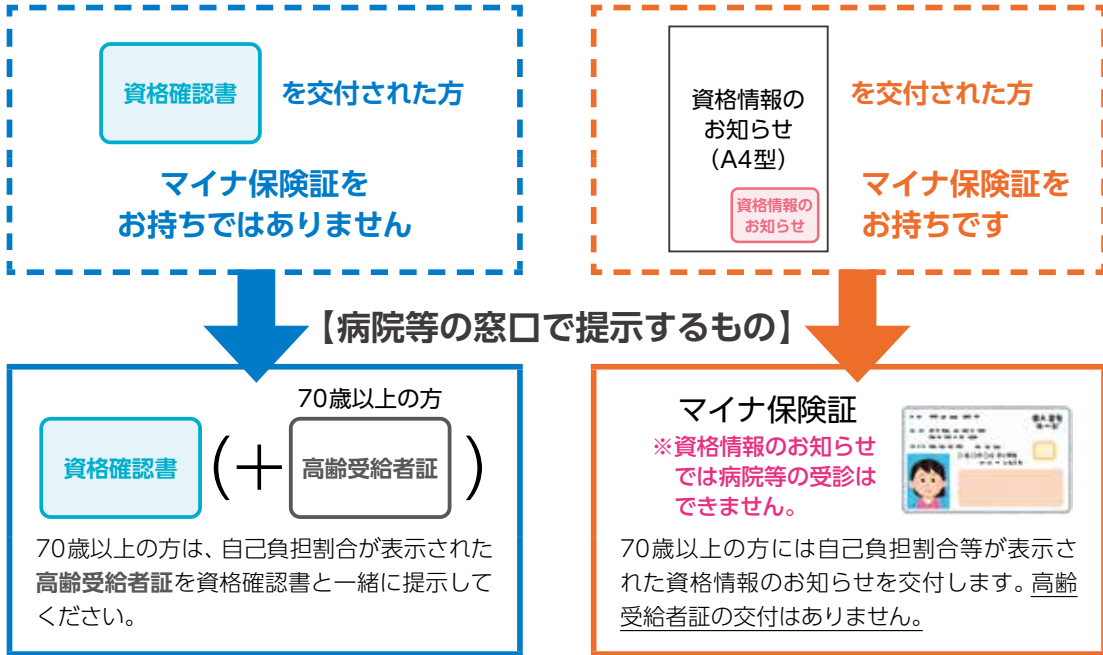 資格確認書
を交付された方
マイナ保険証を
お持ちではありません
資格情報の
お知らせ
(A4型)
資格情報の
お知らせ
を交付された方
マイナ保険証を
お持ちです
【病院等の窓口で提示するもの】
70歳以上の方
資格確認書
(+
高齢受給者証
)
70歳以上の方は、自己負担割合が表示された
高齢受給者証を資格確認書と一緒に提示して
ください。
マイナ保険証
※資格情報のお知らせ
では病院等の受診は
できません。
70歳以上の方には自己負担割合等が表示さ
れた資格情報のお知らせを交付します。高齢
受給者証の交付はありません。